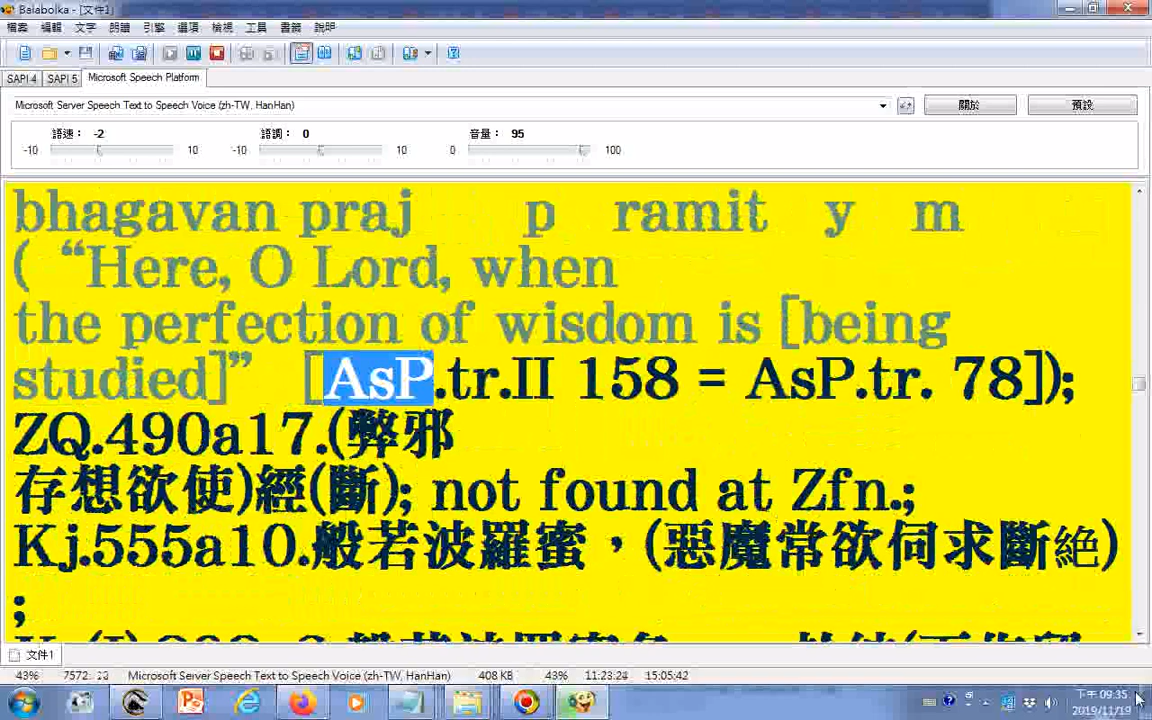 Balabolka - [文件1]
檔案 編輯 文字 朗讀 引擎 選項 檢視 工具 書籤 說明
SAPI 4 SAPI 5 Microsoft Speech Platform
Microsoft Server Speech Text to Speech Voice (zh-TW, HanHan) 關於 預設
語速： -2 語調： 0 音量： 95
-10 10 -10 10 0 100
bhagavan praj p ramit y m
( “Here, O Lord, when
the perfection of wisdom is [being
studied]” [AsP.tr.II 158 = AsP.tr. 78]);
ZQ.490a17.(弊邪
存想欲使)經(斷); not found at Zfn.;
Kj.555a10.般若波羅蜜，(惡魔常欲伺求斷絶)
;
文件1
43% Microsoft Server Speech Text to Speech Voice (zh-TW, HanHan) 408 KB 43% 11:23:24 15:05:42
下午 09:35
2019/11/19